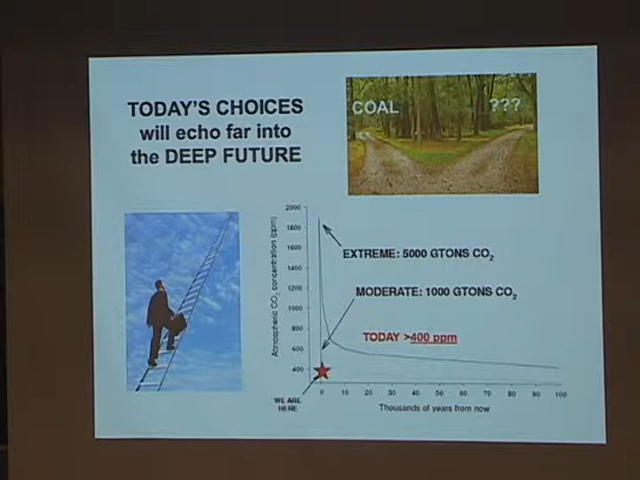 TODAY'S CHOICES
will echo far into
the DEEP FUTURE
COAL
???
Atmospheric CO2 concentration (ppm)
2000
1800
1600
1400
1200
1000
800
600
400
EXTREME: 5000 GTONS CO2
MODERATE: 1000 GTONS CO2
TODAY >400 ppm
WE ARE
HERE
0 10 20 30 40 50 60 70 80 90 100
Thousands of years from now